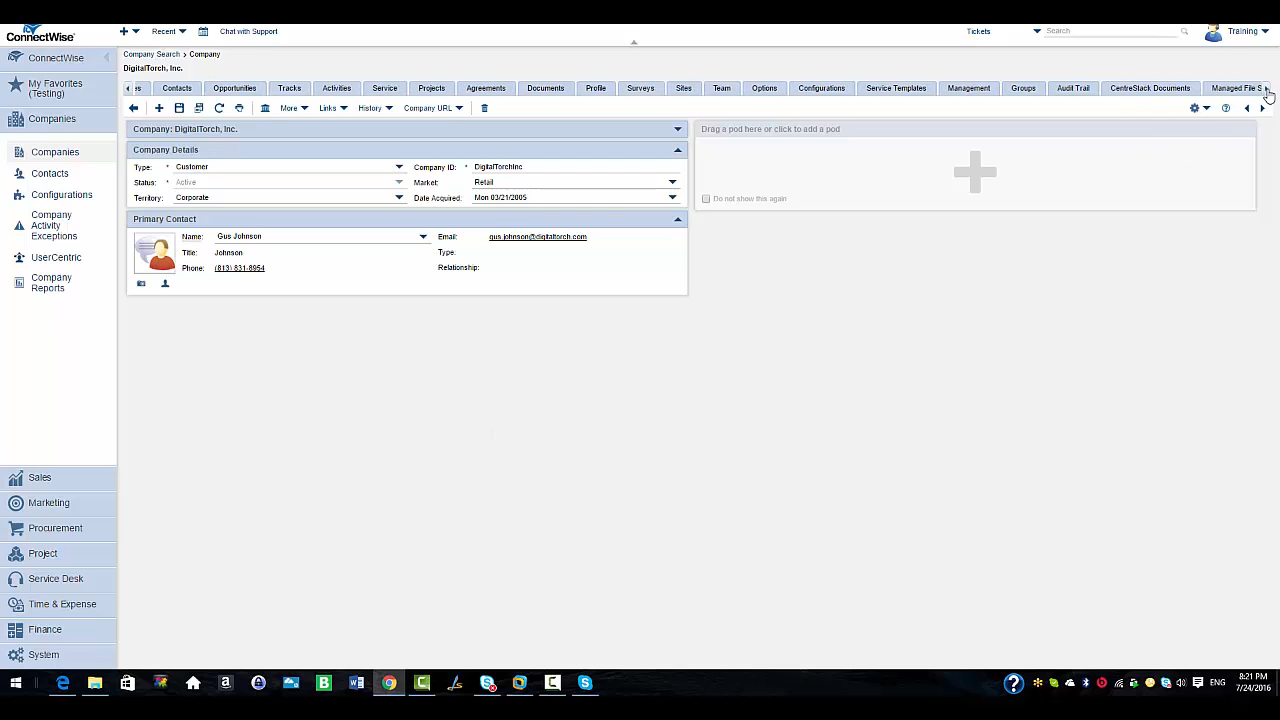 ConnectWise
Recent
Chat with Support
Tickets
Search
Training
ConnectWise
My Favorites
(Testing)
Companies
Companies
Contacts
Configurations
Company
Activity
Exceptions
UserCentric
Company
Reports
Sales
Marketing
Procurement
Project
Service Desk
Time & Expense
Finance
System
Company Search > Company
DigitalTorch, Inc.
Contacts Opportunities Tracks Activities Service Projects Agreements Documents Profile Surveys Sites Team Options Configurations Service Templates Management Groups Audit Trail CentreStack Documents Managed File S
More Links History Company URL
Company: DigitalTorch, Inc.
Company Details
Type: * Customer Company ID: * DigitalTorchInc
Status: * Active Market: Retail
Territory: Corporate Date Acquired: Mon 03/21/2005
Primary Contact
Name: Gus Johnson Email: gus.johnson@digitaltorch.com
Title: Johnson Type:
Phone: (813) 831-8954 Relationship:
Drag a pod here or click to add a pod
Do not show this again
ENG
8:21 PM
7/24/2016